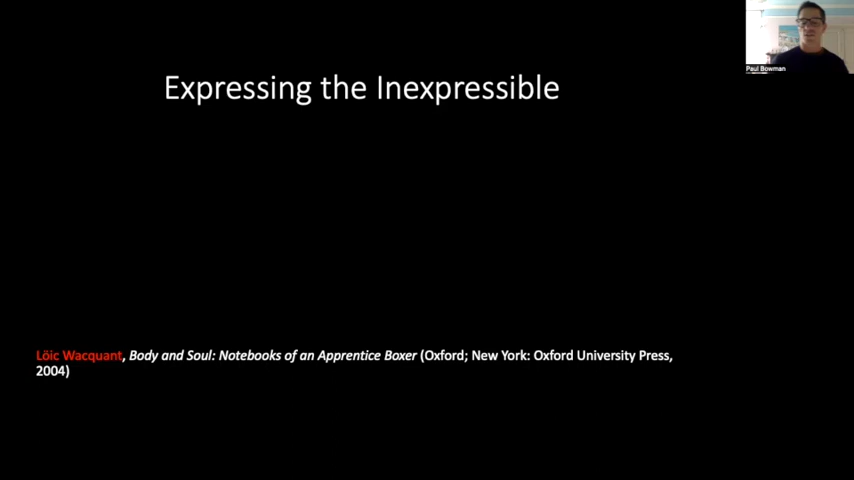 Expressing the Inexpressible
Paul Bowman
Löic Wacquant, Body and Soul: Notebooks of an Apprentice Boxer (Oxford; New York: Oxford University Press,
2004)